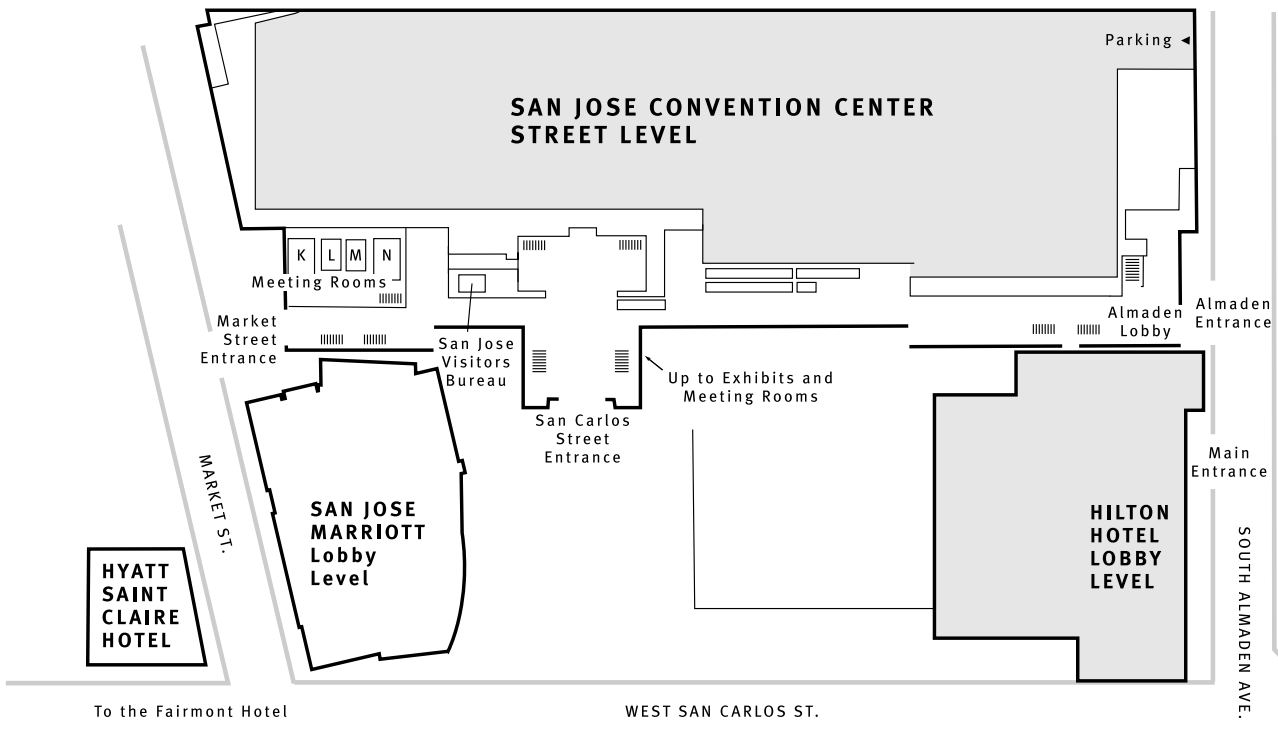 Parking ◄
SAN JOSE CONVENTION CENTER
STREET LEVEL
K L M N
Meeting Rooms
Market
Street
Entrance
San Jose
Visitors
Bureau
Almaden
Lobby
Almaden
Entrance
Up to Exhibits and
Meeting Rooms
San Carlos
Street
Entrance
Main
Entrance
MARKET ST.
SAN JOSE
MARRIOTT
Lobby
Level
HILTON
HOTEL
LOBBY
LEVEL
HYATT
SAINT
CLAIRE
HOTEL
SOUTH ALMADEN AVE.
To the Fairmont Hotel
WEST SAN CARLOS ST.